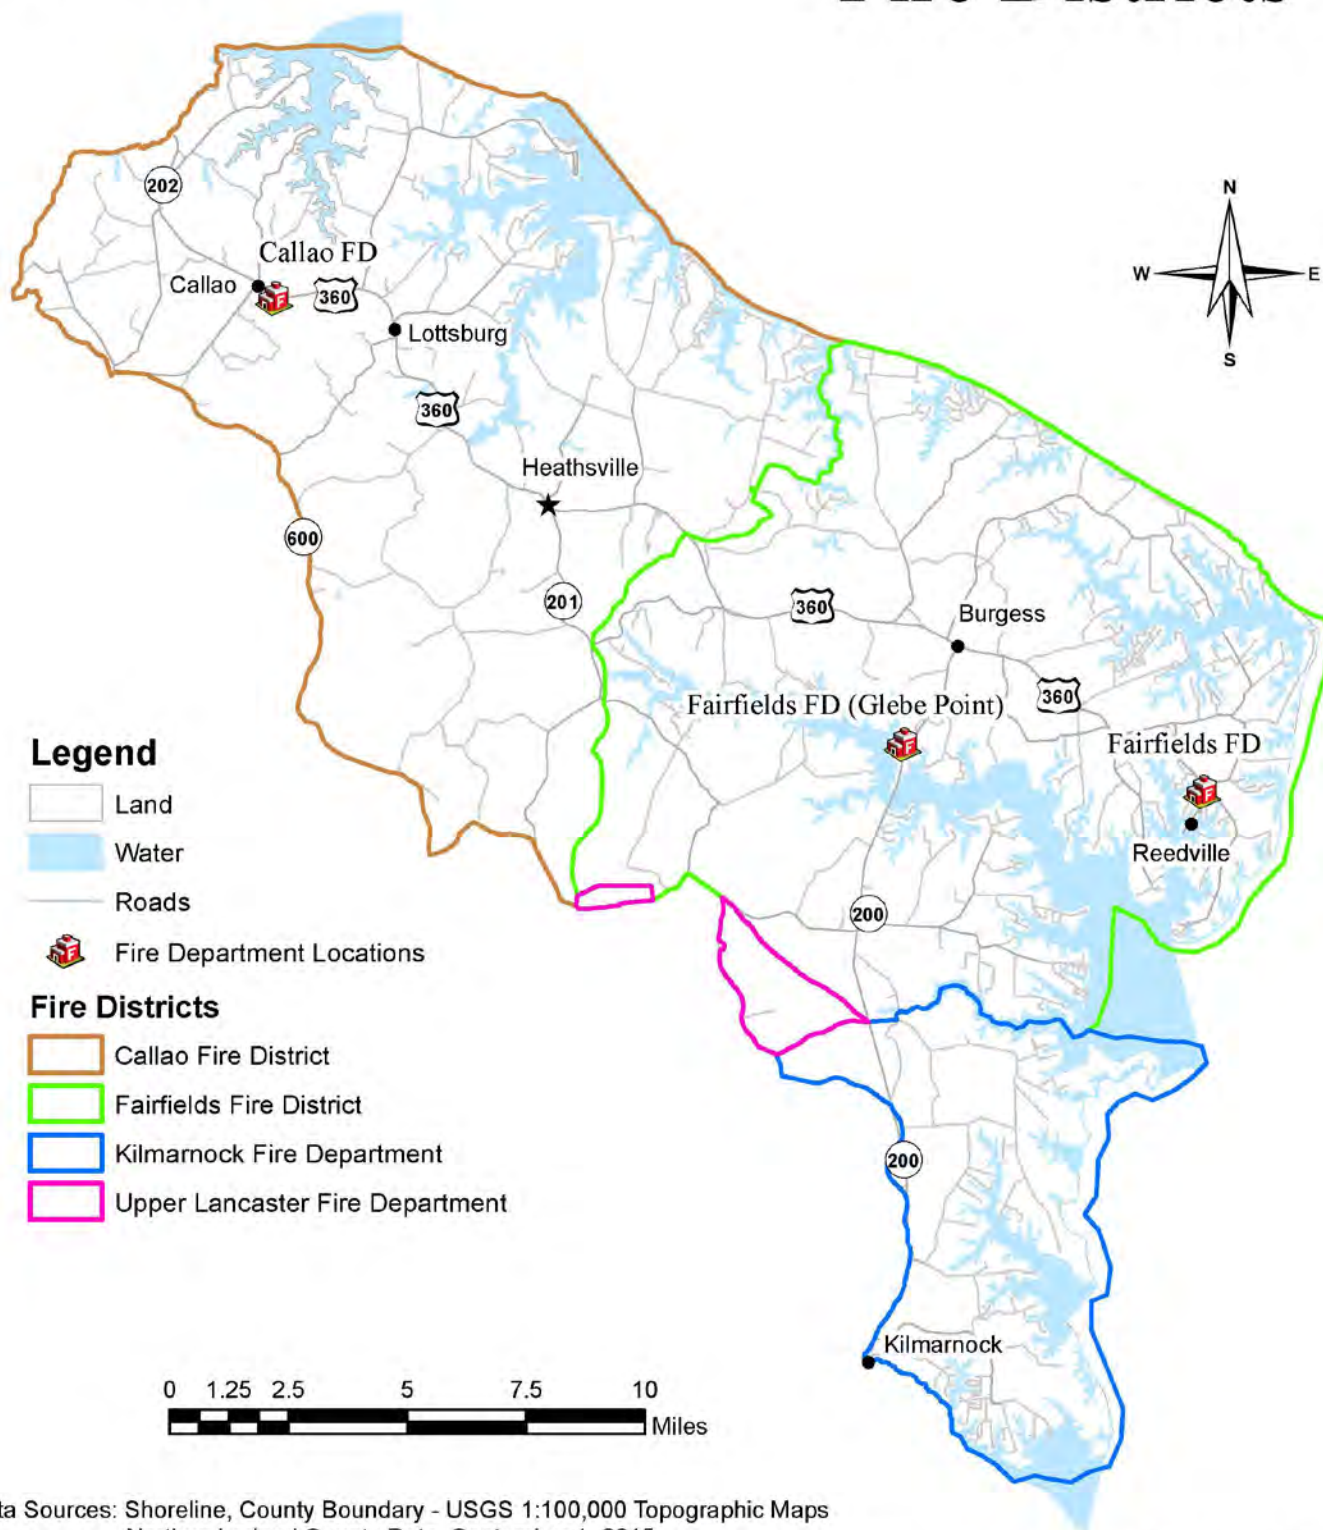 Fire Districts
N
W E
S
202
Callao FD
Callao
360
Lottsburg
360
Heathsville
600
201
360
Burgess
360
Fairfields FD (Glebe Point)
Fairfields FD
Reedville
200
200
Kilmarnock
Legend
Land
Water
Roads
Fire Department Locations
Fire Districts
Callao Fire District
Fairfields Fire District
Kilmarnock Fire Department
Upper Lancaster Fire Department
0 1.25 2.5 5 7.5 10
Miles
ta Sources: Shoreline, County Boundary - USGS 1:100,000 Topographic Maps